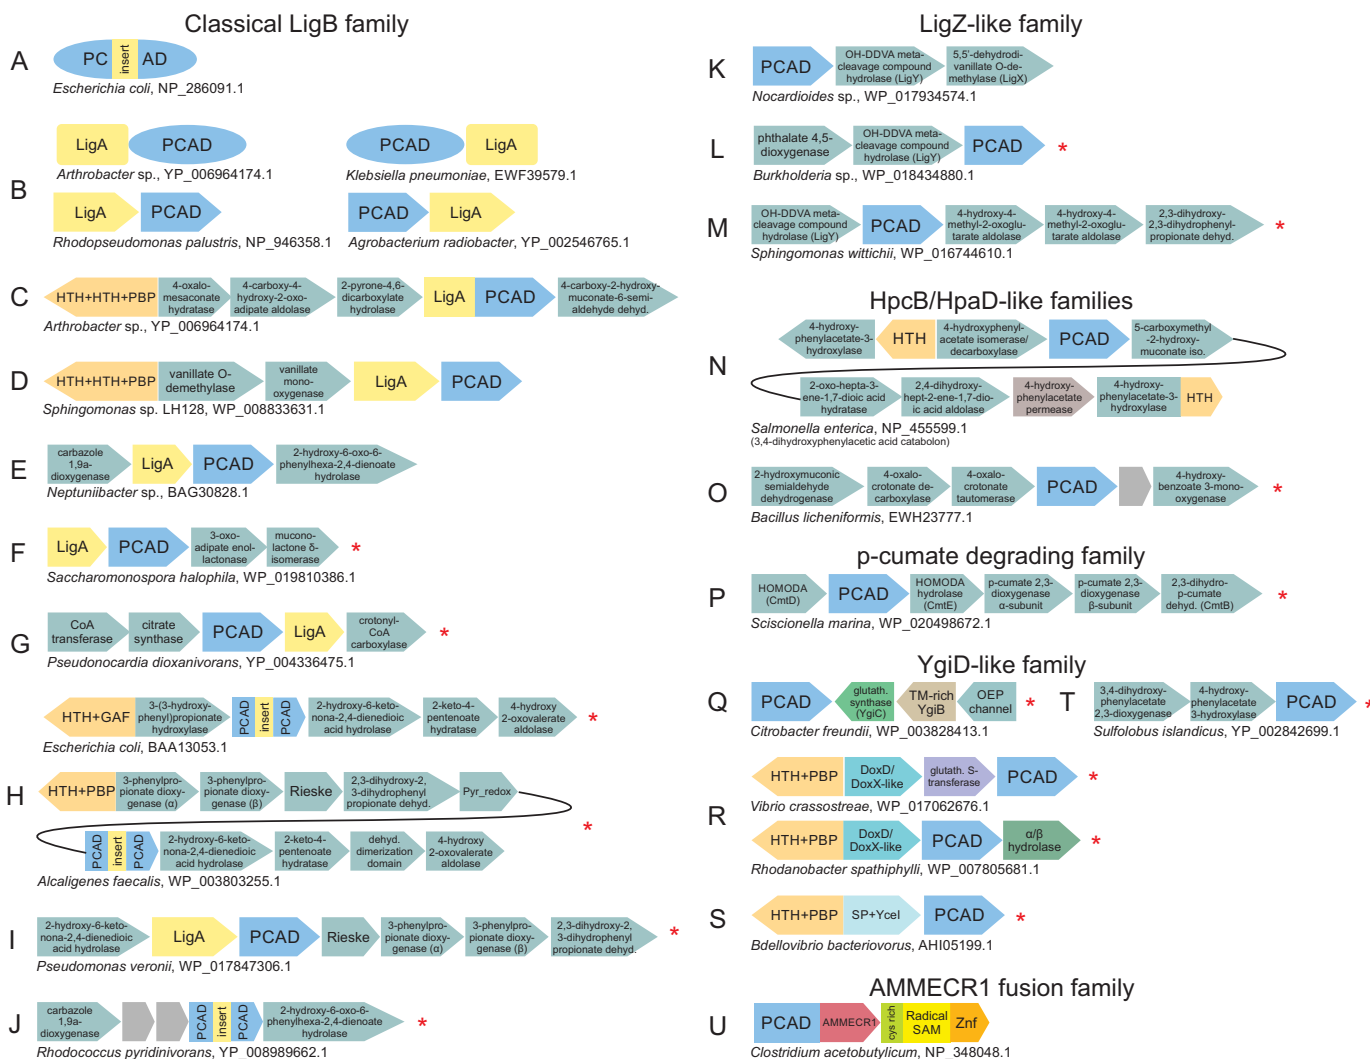 Classical LigB family
A
PC insert AD
Escherichia coli, NP_286091.1
B
LigA PCAD
Arthrobacter sp., YP_006964174.1
PCAD LigA
Klebsiella pneumoniae, EWF39579.1
LigA PCAD
Rhodopseudomonas palustris, NP_946358.1
PCAD LigA
Agrobacterium radiobacter, YP_002546765.1
C
HTH+HTH+PBP
4-oxalo-
mesaconate
hydratase
4-carboxy-4-
hydroxy-2-oxo-
adipate aldolase
2-pyrone-4,6-
dicarboxylate
hydrolase
LigA PCAD
4-carboxy-2-hydroxy-
muconate-6-semi-
aldehyde dehyd.
Arthrobacter sp., YP_006964174.1
D
HTH+HTH+PBP
vanillate O-
demethylase
vanillate
mono-
oxygenase
LigA
PCAD
Sphingomonas sp. LH128, WP_008833631.1
E
carbazole
1,9a-
dioxygenase
LigA
PCAD
2-hydroxy-6-oxo-6-
phenylhexa-2,4-dienoate
hydrolase
Neptuniibacter sp., BAG30828.1
F
LigA
PCAD
3-oxo-
adipate enol-
lactonase
mucono-
lactone δ-
isomerase
*
Saccharomonospora halophila, WP_019810386.1
G
CoA
transferase
citrate
synthase
PCAD
LigA
crotonyl-
CoA
carboxylase
*
Pseudonocardia dioxanivorans, YP_004336475.1
H
HTH+GAF
3-(3-hydroxy-
phenyl)propionate
hydroxylase
PCAD insert PCAD
2-hydroxy-6-keto-
nona-2,4-dienedioic
acid hydrolase
2-keto-4-
pentenoate
hydratase
4-hydroxy
2-oxovalerate
aldolase
*
Escherichia coli, BAA13053.1
HTH+PBP
3-phenylpro-
pionate dioxy-
genase (α)
3-phenylpro-
pionate dioxy-
genase (β)
Rieske
2,3-dihydroxy-2,
3-dihydrophenyl
propionate dehyd.
Pyr_redox
PCAD insert PCAD
2-hydroxy-6-keto-
nona-2,4-dienedioic
acid hydrolase
2-keto-4-
pentenoate
hydratase
dehyd.
dimerization
domain
4-hydroxy
2-oxovalerate
aldolase
*
Alcaligenes faecalis, WP_003803255.1
I
2-hydroxy-6-keto-
nona-2,4-dienedioic
acid hydrolase
LigA
PCAD
Rieske
3-phenylpro-
pionate dioxy-
genase (α)
3-phenylpro-
pionate dioxy-
genase (β)
2,3-dihydroxy-2,
3-dihydrophenyl
propionate dehyd.
*
Pseudomonas veronii, WP_017847306.1
J
carbazole
1,9a-
dioxygenase
PCAD insert PCAD
2-hydroxy-6-oxo-6-
phenylhexa-2,4-dienoate
hydrolase
*
Rhodococcus pyridinivorans, YP_008989662.1
LigZ-like family
K
PCAD
OH-DDVA meta-
cleavage compound
hydrolase (LigY)
5,5'-dehydrodi-
vanillate O-de-
methylase (LigX)
Nocardioides sp., WP_017934574.1
L
phthalate 4,5-
dioxygenase
OH-DDVA meta-
cleavage compound
hydrolase (LigY)
PCAD
*
Burkholderia sp., WP_018434880.1
M
OH-DDVA meta-
cleavage compound
hydrolase (LigY)
PCAD
4-hydroxy-4-
methyl-2-oxoglu-
tarate aldolase
4-hydroxy-4-
methyl-2-oxoglu-
tarate aldolase
2,3-dihydroxy-
2,3-dihydrophenyl-
propionate dehyd.
*
Sphingomonas wittichii, WP_016744610.1
HpcB/HpaD-like families
N
4-hydroxy-
phenylacetate-3-
hydroxylase
HTH
4-hydroxyphenyl-
acetate isomerase/
decarboxylase
PCAD
5-carboxymethyl
-2-hydroxy-
muconate iso.
2-oxo-hepta-3-
ene-1,7-dioic acid
hydratase
2,4-dihydroxy-
hept-2-ene-1,7-dio-
ic acid aldolase
4-hydroxy-
phenylacetate
permease
4-hydroxy-
phenylacetate-3-
hydroxylase
HTH
Salmonella enterica, NP_455599.1
(3,4-dihydroxyphenylacetic acid catabolon)
O
2-hydroxymuconic
semialdehyde
dehydrogenase
4-oxalo-
crotonate de-
carboxylase
4-oxalo-
crotonate
tautomerase
PCAD
4-hydroxy-
benzoate 3-mono-
oxygenase
*
Bacillus licheniformis, EWH23777.1
p-cumate degrading family
P
HOMODA
(CmtD)
PCAD
HOMODA
hydrolase
(CmtE)
p-cumate 2,3-
dioxygenase
α-subunit
p-cumate 2,3-
dioxygenase
β-subunit
2,3-dihydro-
p-cumate
dehyd. (CmtB)
*
Sciscionella marina, WP_020498672.1
YgiD-like family
Q
PCAD
glutath.
synthase
(YgiC)
TM-rich
YgiB
OEP
channel
*
Citrobacter freundii, WP_003828413.1
T
3,4-dihydroxy-
phenylacetate
2,3-dioxygenase
4-hydroxy-
phenylacetate
3-hydroxylase
PCAD
*
Sulfolobus islandicus, YP_002842699.1
R
HTH+PBP
DoxD/
DoxX-like
glutath. S-
transferase
PCAD
*
Vibrio crassostreae, WP_017062676.1
HTH+PBP
DoxD/
DoxX-like
PCAD
α/β
hydrolase
*
Rhodanobacter spathiphylli, WP_007805681.1
S
HTH+PBP
SP+YceI
PCAD
*
Bdellovibrio bacteriovorus, AHI05199.1
AMMECR1 fusion family
U
PCAD
AMMECR1
cys rich
Radical
SAM
Znf
Clostridium acetobutylicum, NP_348048.1